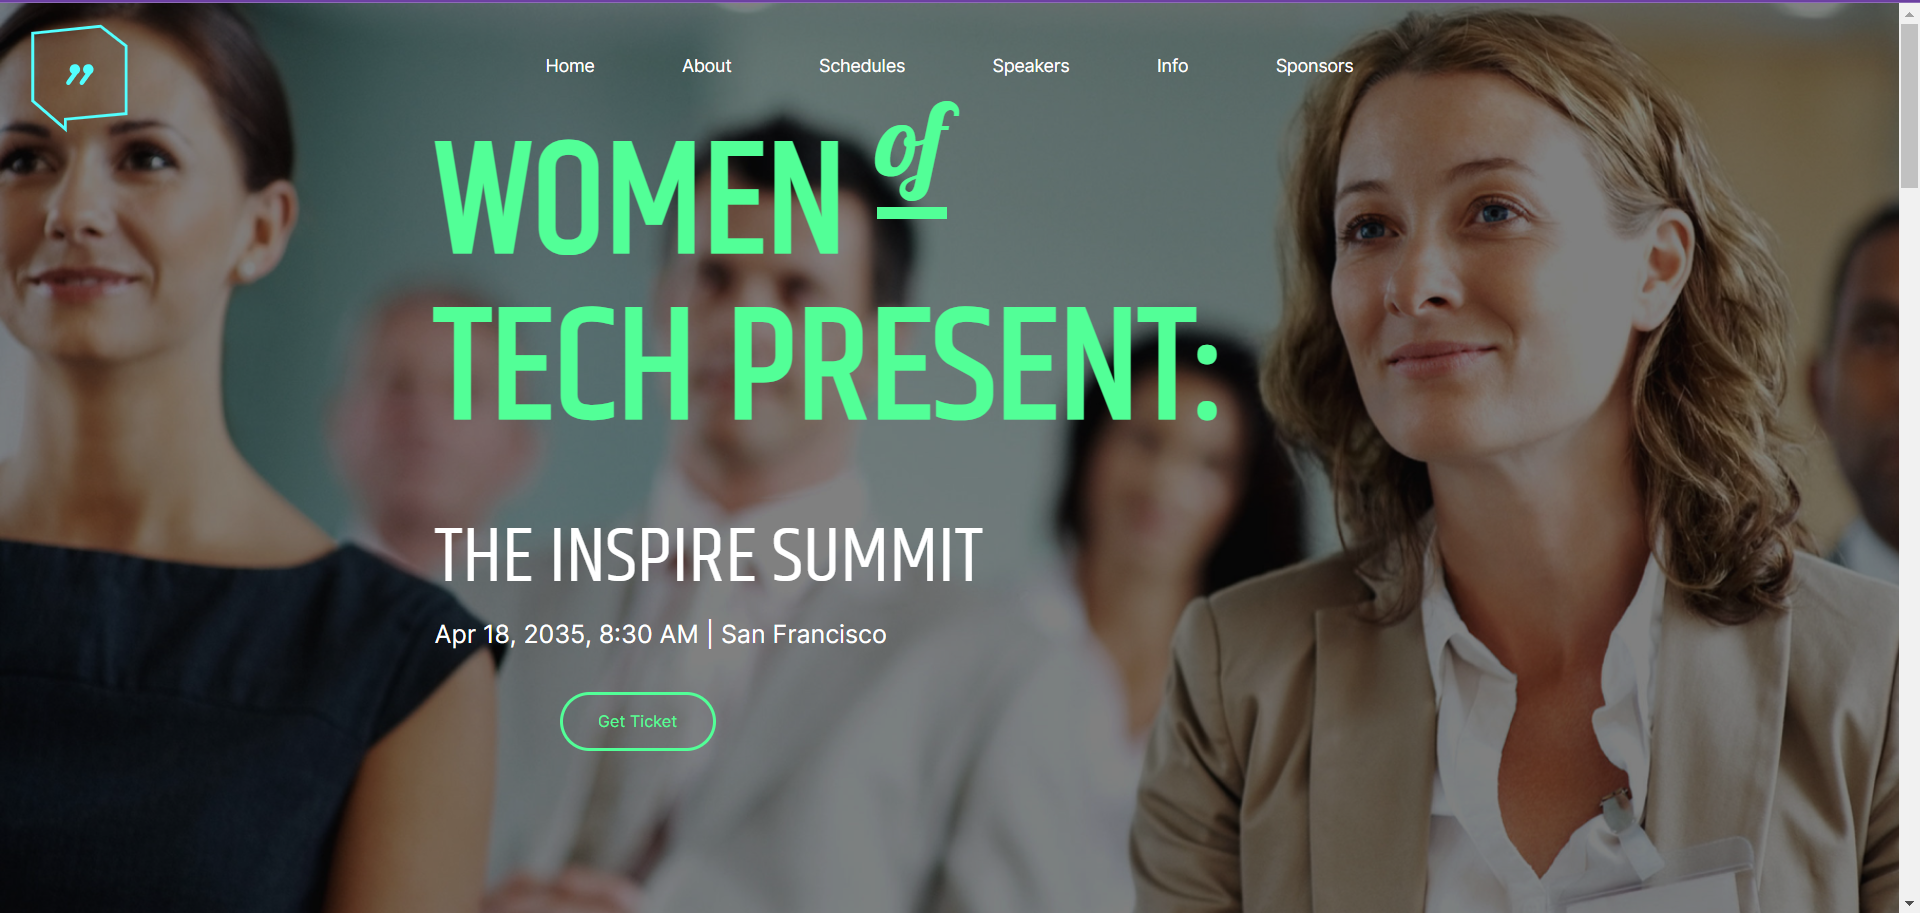 ”
Home About Schedules Speakers Info Sponsors
WOMEN of
TECH PRESENT:
THE INSPIRE SUMMIT
Apr 18, 2035, 8:30 AM | San Francisco
Get Ticket